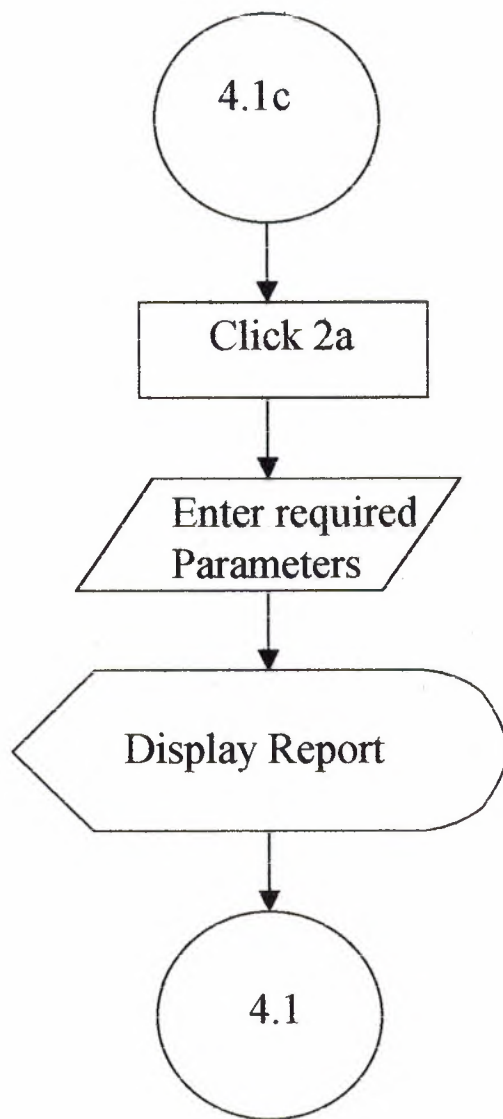 4.1c
Click 2a
Enter required
Parameters
Display Report
4.1